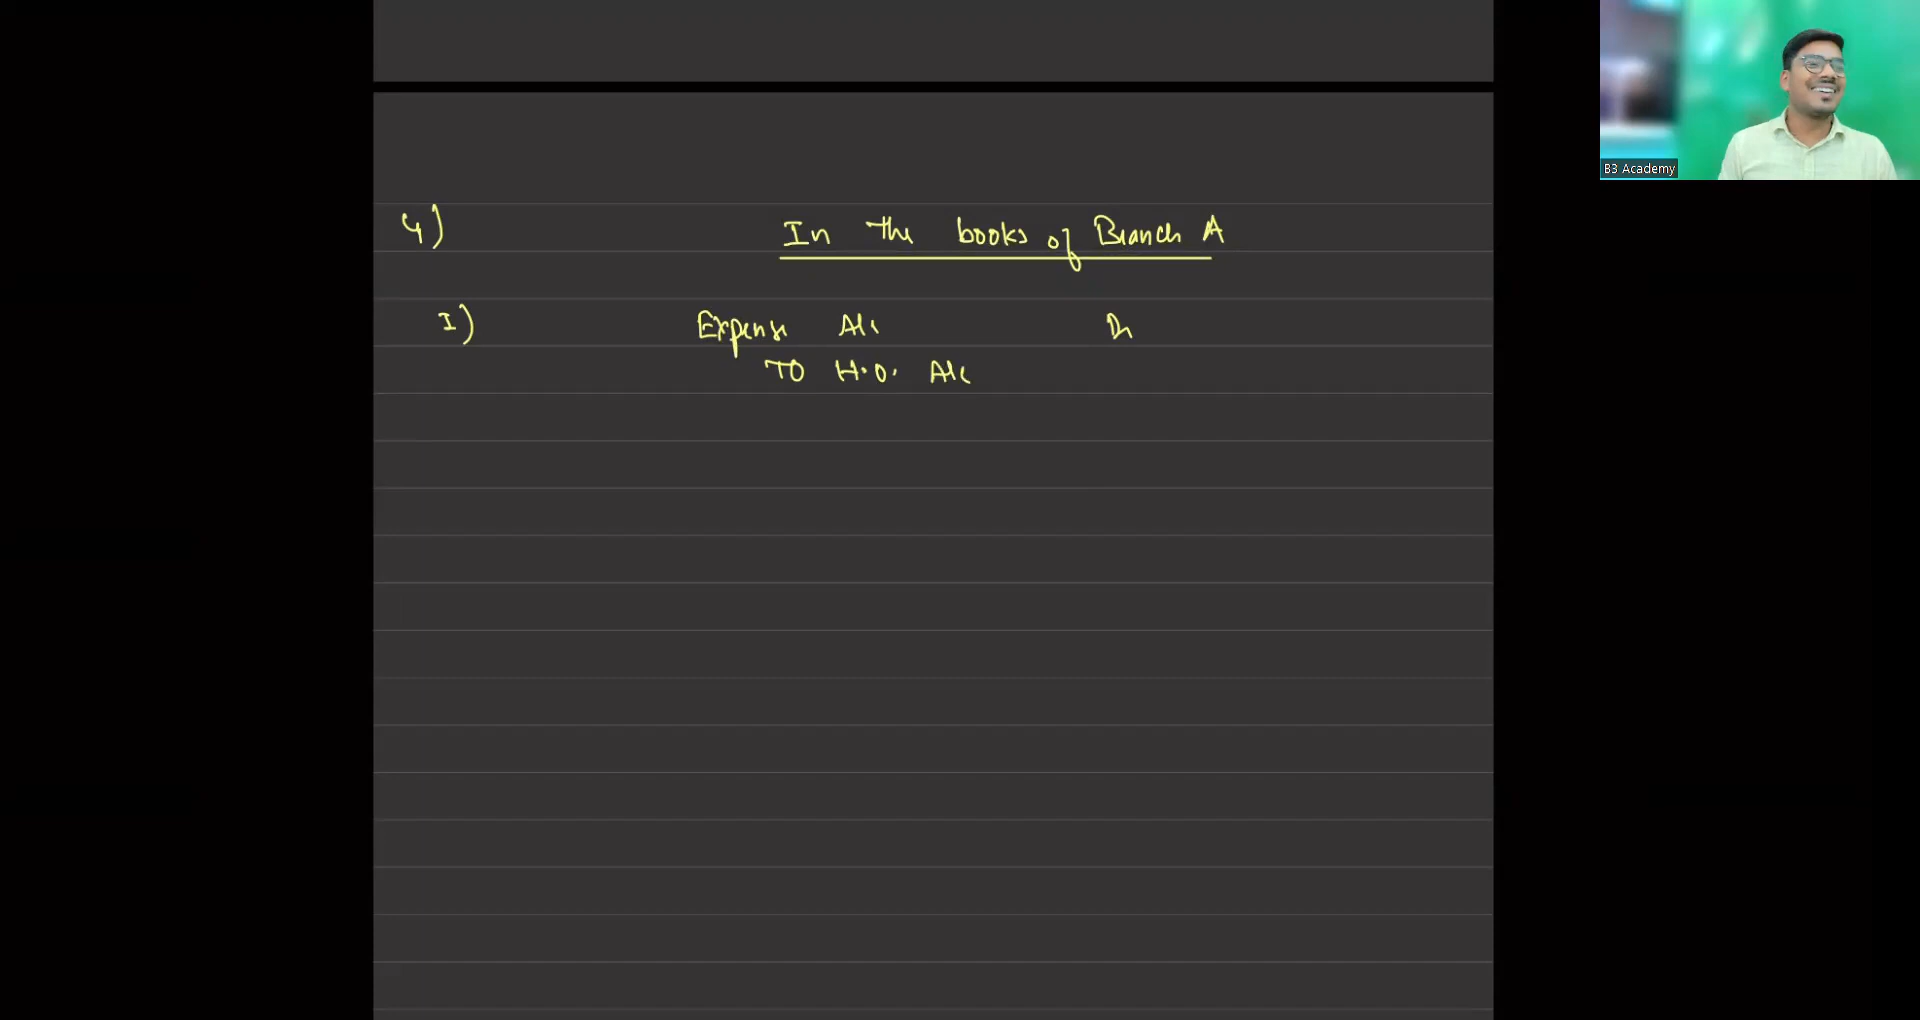 4) In the books of Branch A
I) Expense A/c Dr
TO H.O. A/c
B3 Academy